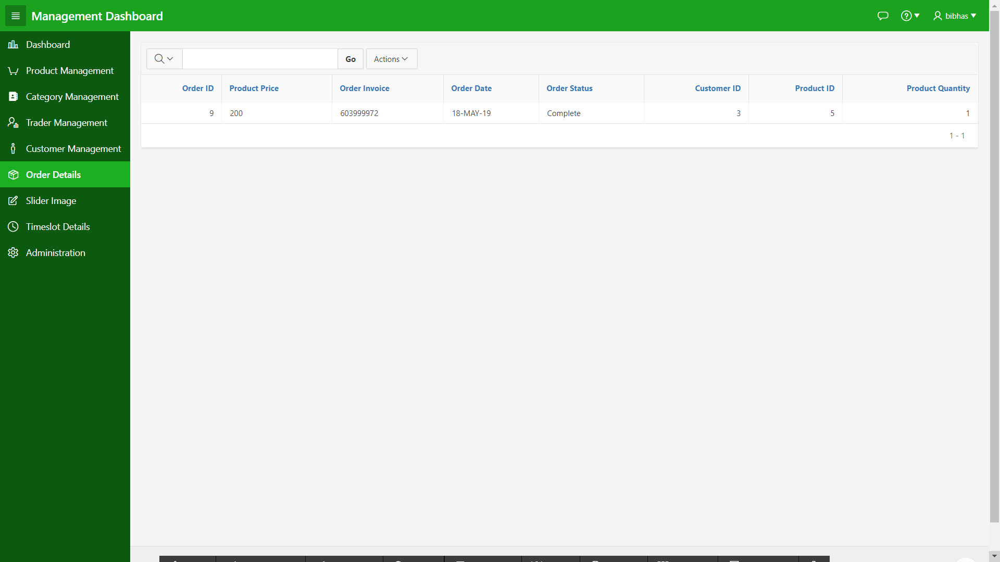 Management Dashboard
bibhas
Dashboard
Product Management
Category Management
Trader Management
Customer Management
Order Details
Slider Image
Timeslot Details
Administration
Go
Actions
Order ID Product Price Order Invoice Order Date Order Status Customer ID Product ID Product Quantity
9 200 603999972 18-MAY-19 Complete 3 5 1
1 - 1